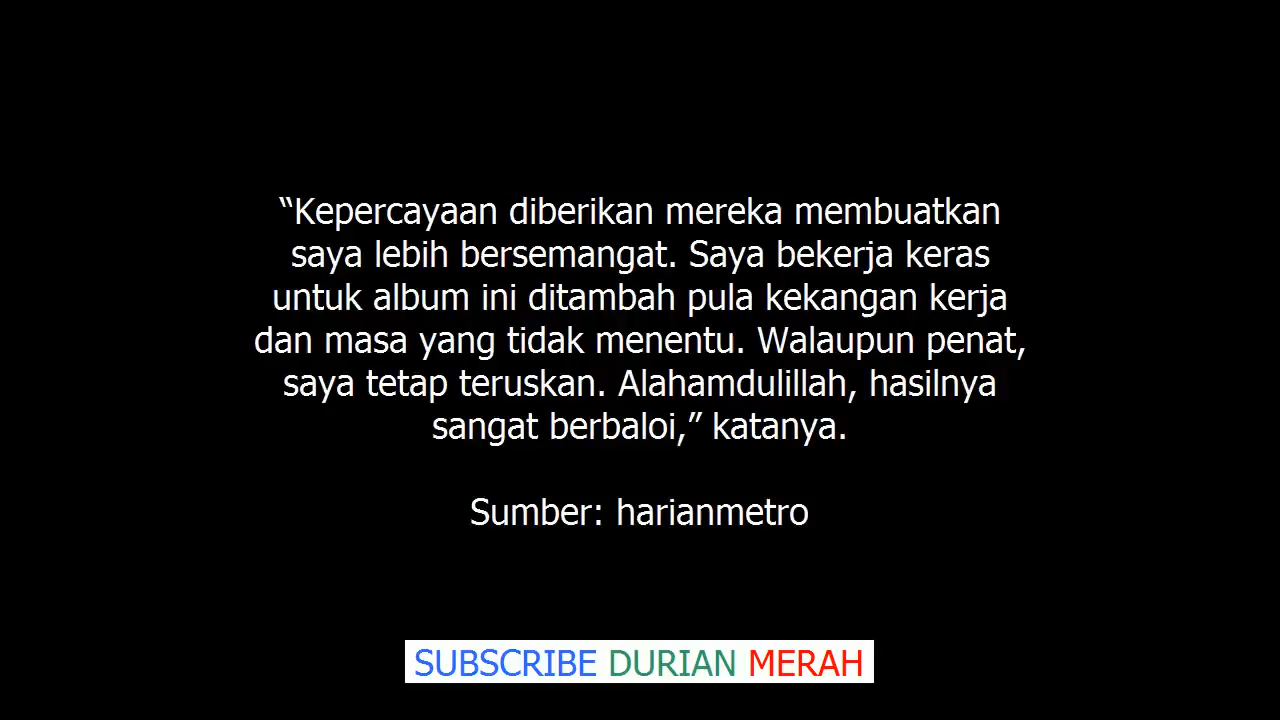 “Kepercayaan diberikan mereka membuatkan
saya lebih bersemangat. Saya bekerja keras
untuk album ini ditambah pula kekangan kerja
dan masa yang tidak menentu. Walaupun penat,
saya tetap teruskan. Alahamdulillah, hasilnya
sangat berbaloi,” katanya.
Sumber: harianmetro
SUBSCRIBE DURIAN MERAH